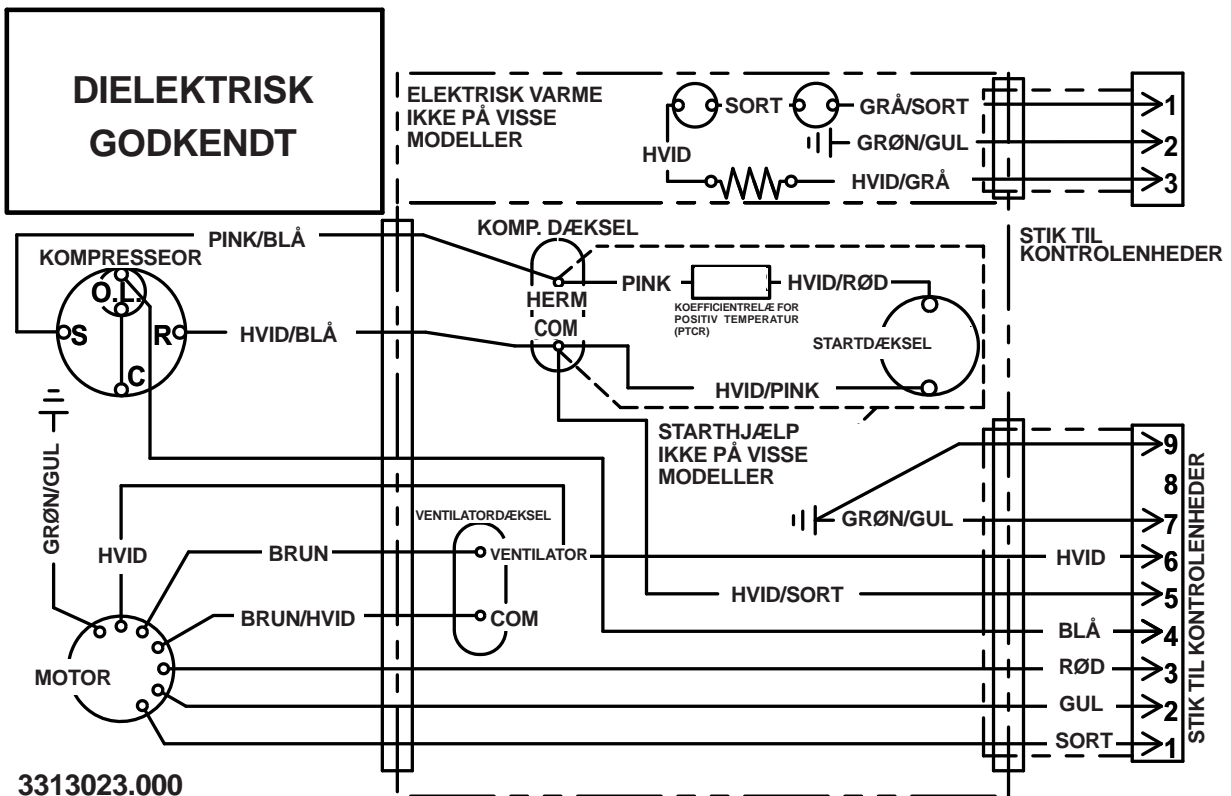 DIELEKTRISK
GODKENDT
ELEKTRISK VARME
IKKE PÅ VISSE
MODELLER
SORT
GRÅ/SORT
1
HVID
GRØN/GUL
2
HVID/GRÅ
3
STIK TIL
KONTROLENHEDER
PINK/BLÅ
KOMP. DÆKSEL
KOMPRESSEOR
O.L.
S
R
C
HVID/BLÅ
HERM
COM
PINK
HVID/RØD
KOEFFICIENTRELÆ FOR
POSITIV TEMPERATUR
(PTCR)
STARTDÆKSEL
HVID/PINK
STARTHJÆLP
IKKE PÅ VISSE
MODELLER
GRØN/GUL
HVID
BRUN
BRUN/HVID
MOTOR
VENTILATORDÆKSEL
VENTILATOR
COM
9
8
GRØN/GUL
7
HVID
6
HVID/SORT
5
BLÅ
4
RØD
3
GUL
2
SORT
1
STIK TIL KONTROLENHEDER
3313023.000